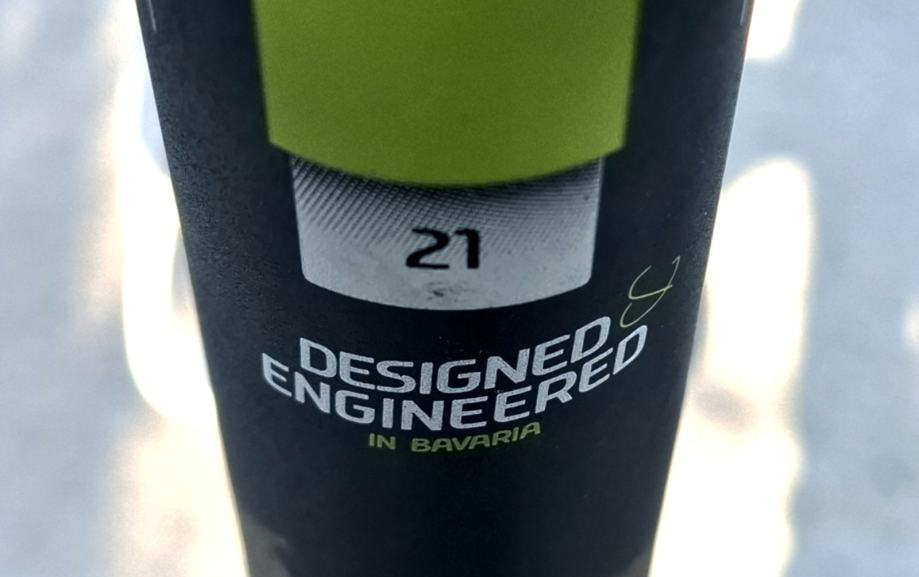 21
DESIGNED &
ENGINEERED
IN BAVARIA